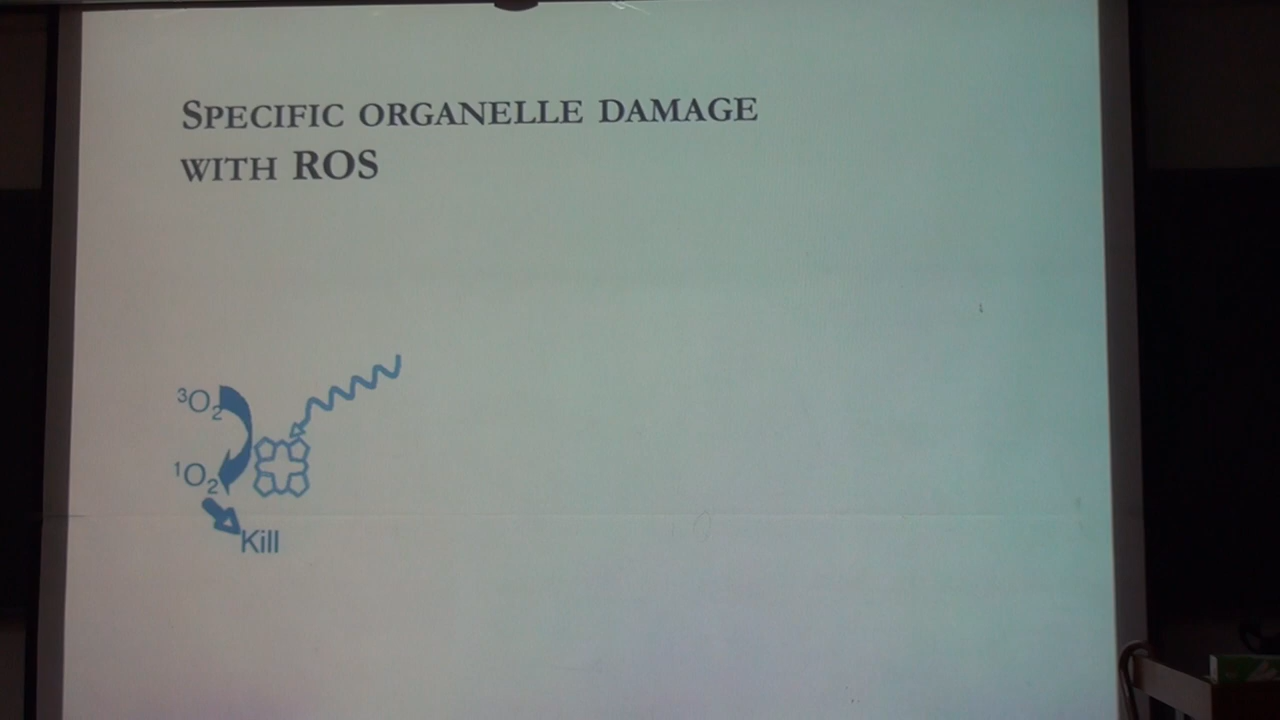 SPECIFIC ORGANELLE DAMAGE
WITH ROS
³O₂
¹O₂
Kill